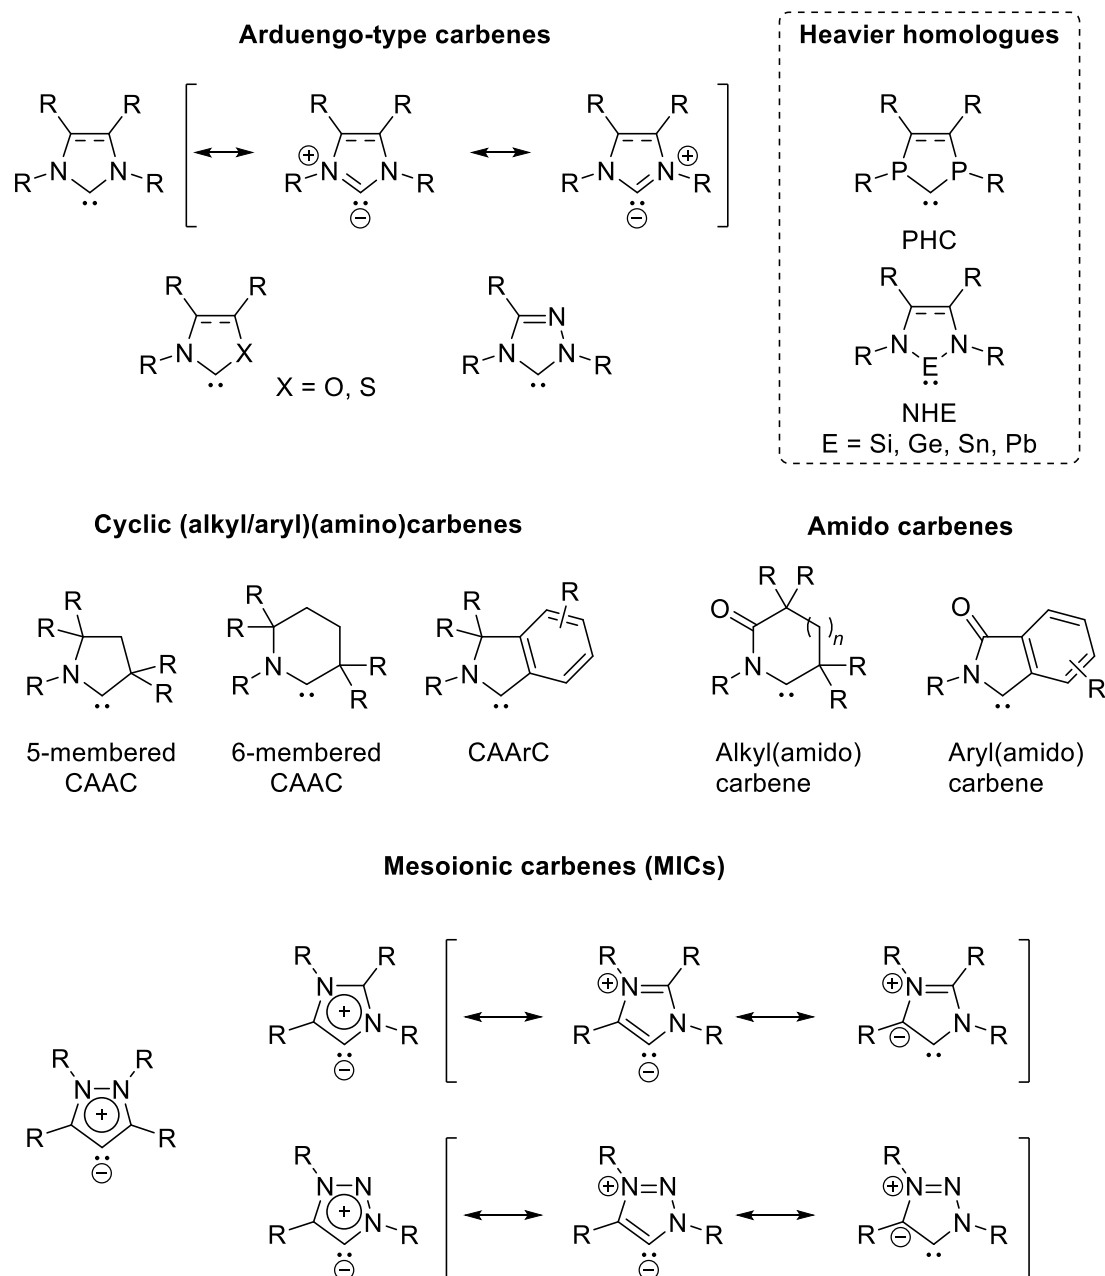 Arduengo-type carbenes
Heavier homologues
R R
R R
R R
R R
N N
R R
⊕
N N
R R
⊖
⊕
N N
R R
⊖
P P
R R
PHC
R R
N X
R
X = O, S
R
N
N N
R R
R R
N N
R R
E
NHE
E = Si, Ge, Sn, Pb
Cyclic (alkyl/aryl)(amino)carbenes
Amido carbenes
R
R
N
R
R
R
R
R
N
R
R
R
R
R
R
N
R
R R
O
( )n
N
R
R
R
O
N
R
R
5-membered
CAAC
6-membered
CAAC
CAArC
Alkyl(amido)
carbene
Aryl(amido)
carbene
Mesoionic carbenes (MICs)
R R
N
+
R N R
⊖
R R
⊕ N
R N R
⊖
R R
⊕ N
R ⊖ N R
R R
N N
+
R R
⊖
R
N N
+
R N R
⊖
R
⊕ N N
R N R
⊖
R
⊕ N N
R ⊖ N R